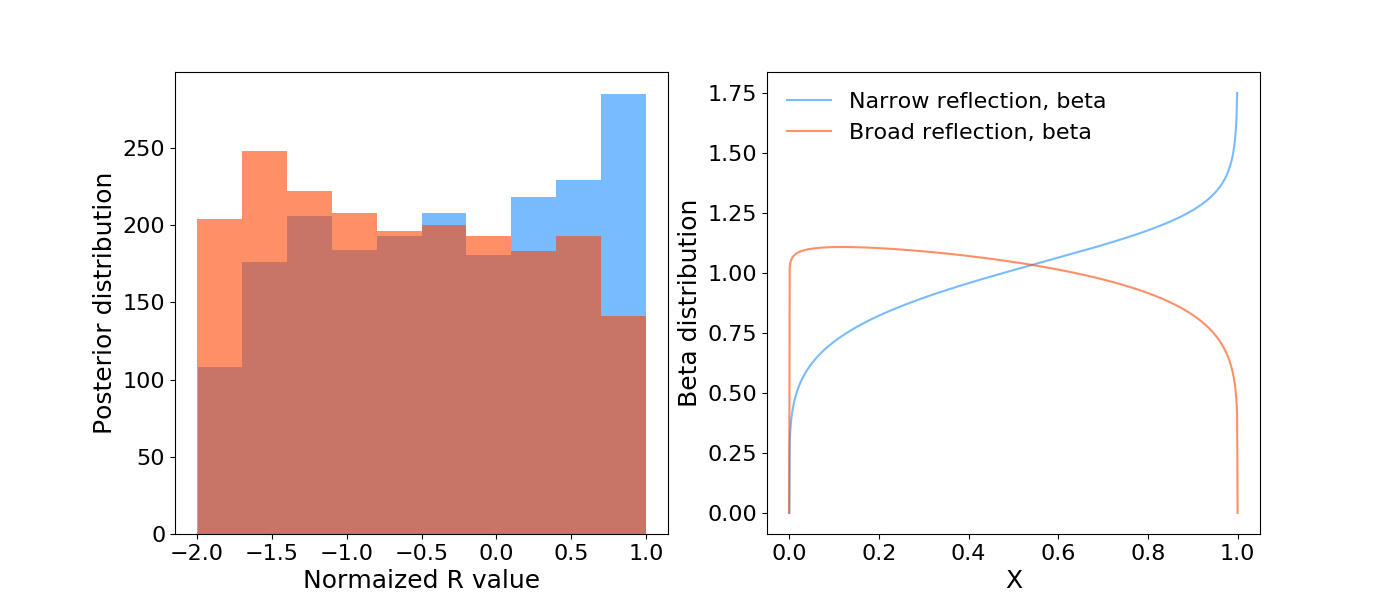 250
200
150
100
50
0
−2.0 −1.5 −1.0 −0.5 0.0 0.5 1.0
Normaized R value
Posterior distribution
Narrow reflection, beta
Broad reflection, beta
1.75
1.50
1.25
1.00
0.75
0.50
0.25
0.00
0.0 0.2 0.4 0.6 0.8 1.0
X
Beta distribution